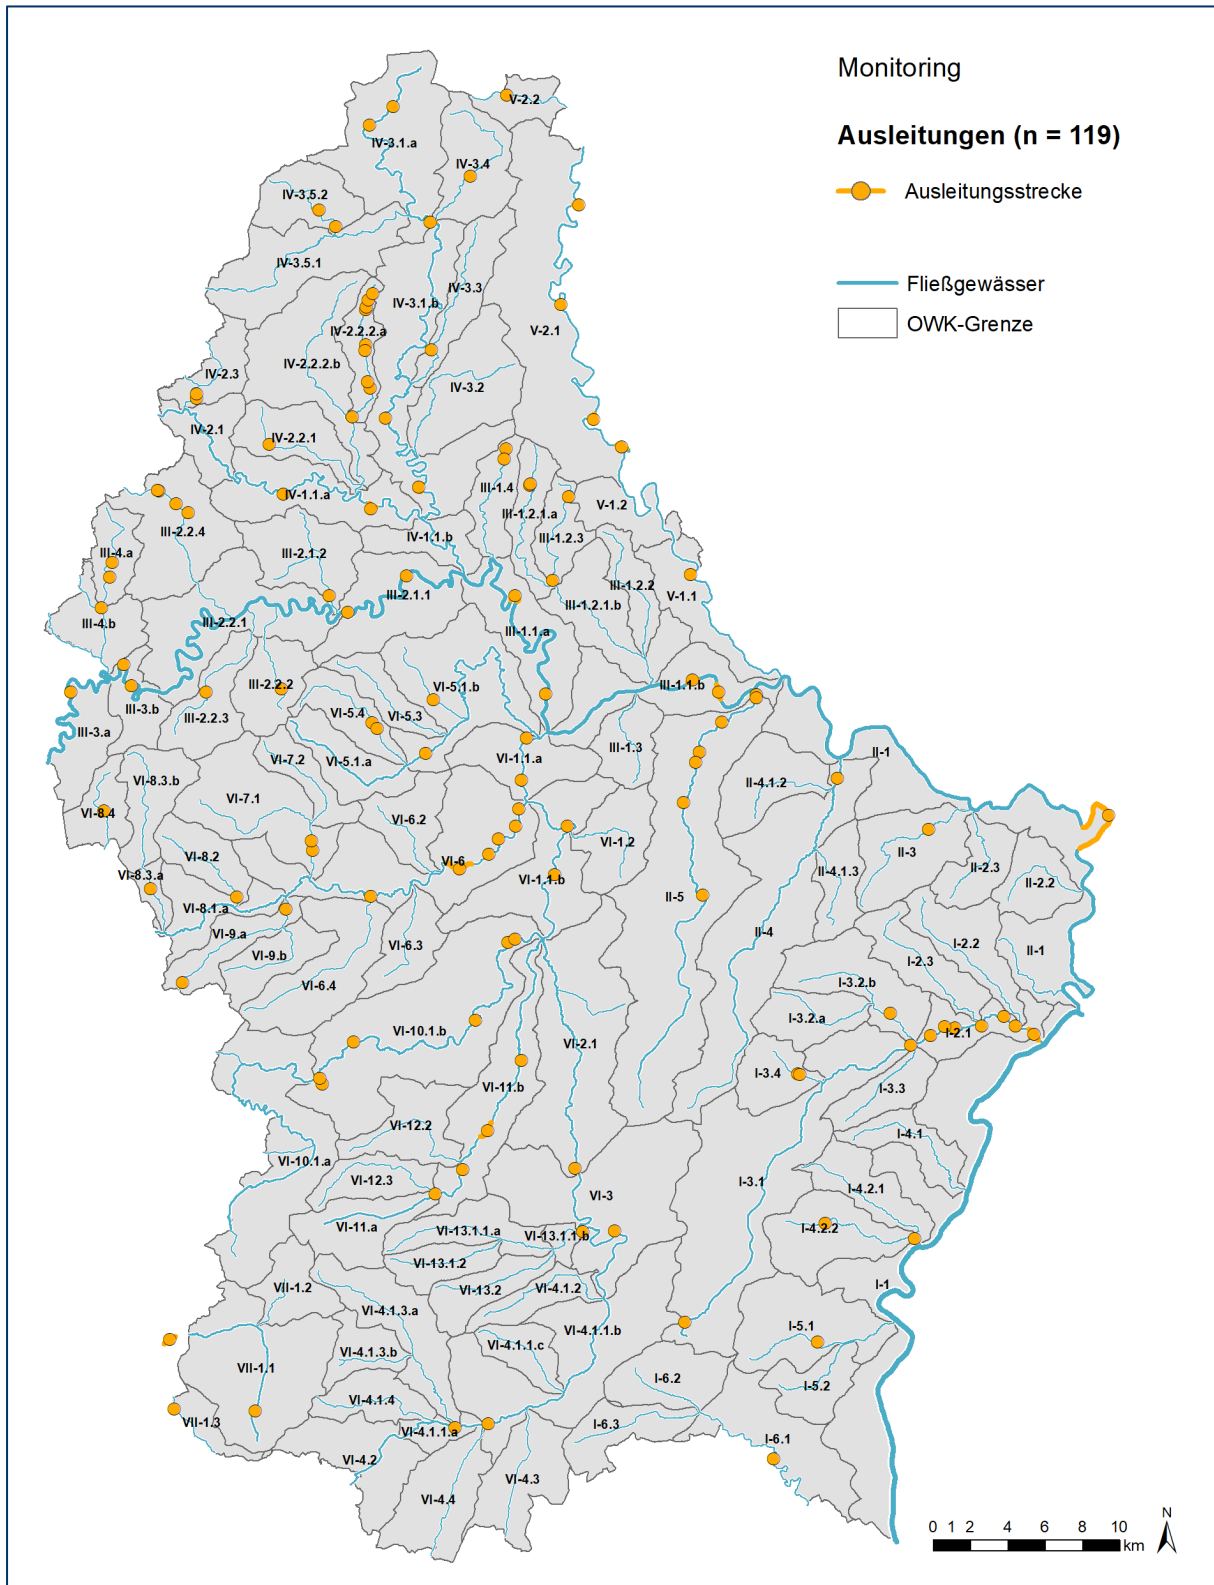 Monitoring
Ausleitungen (n = 119)
Ausleitungsstrecke
Fließgewässer
OWK-Grenze
V-2.2
IV-3.1.a
IV-3.4
IV-3.5.2
IV-3.5.1
IV-3.3
IV-3.1.b
V-2.1
IV-2.2.2.a
IV-2.2.2.b
IV-2.3
IV-3.2
IV-2.1
IV-2.2.1
III-1.4
IV-1.1.a
III-1.2.1.a
V-1.2
III-2.2.4
IV-1.1.b
III-1.2.3
III-4.a
III-2.1.2
III-1.2.2
V-1.1
III-2.1.1
III-1.2.1.b
III-4.b
III-2.2.1
III-1.1.a
III-2.2.2
VI-5.1.b
III-1.1.b
III-3.b
III-2.2.3
VI-5.4
VI-5.3
III-3.a
III-1.3
II-1
VI-7.2
VI-5.1.a
VI-1.1.a
VI-8.3.b
II-4.1.2
VI-7.1
VI-8.4
VI-6.2
VI-1.2
II-3
VI-8.2
VI-6
II-2.3
VI-8.3.a
VI-1.1.b
II-4.1.3
II-2.2
II-5
VI-8.1.a
VI-9.a
II-4
VI-6.3
I-2.2
II-1
VI-9.b
I-2.3
VI-6.4
I-3.2.b
I-3.2.a
VI-10.1.b
I-2.1
VI-2.1
I-3.4
VI-11.b
I-3.3
VI-12.2
I-4.1
VI-10.1.a
VI-12.3
I-3.1
I-4.2.1
VI-3
VI-11.a
I-4.2.2
VI-13.1.1.a
VI-13.1.1.b
VI-13.1.2
VII-1.2
VI-13.2
VI-4.1.2
I-1
VI-4.1.3.a
I-5.1
VI-4.1.1.b
VI-4.1.1.c
VI-4.1.3.b
VII-1.1
I-6.2
I-5.2
VI-4.1.4
VII-1.3
I-6.3
VI-4.1.1.a
I-6.1
VI-4.2
VI-4.3
VI-4.4
0 1 2 4 6 8 10
km
N